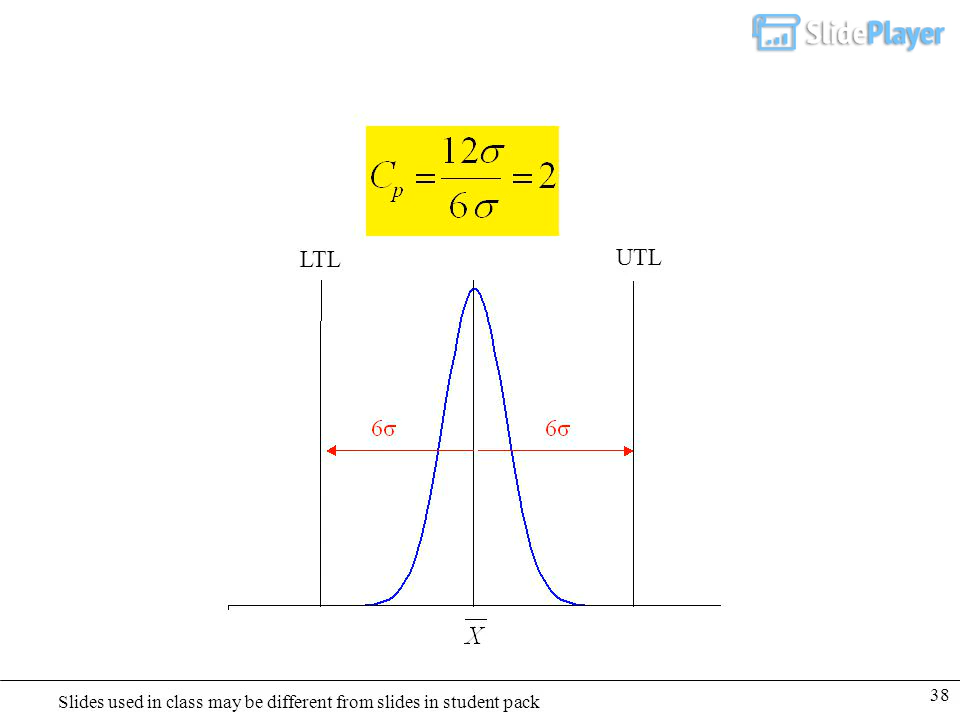 SlidePlayer
C_p = 12σ / 6σ = 2
LTL
UTL
6σ
6σ
X̄
Slides used in class may be different from slides in student pack
38